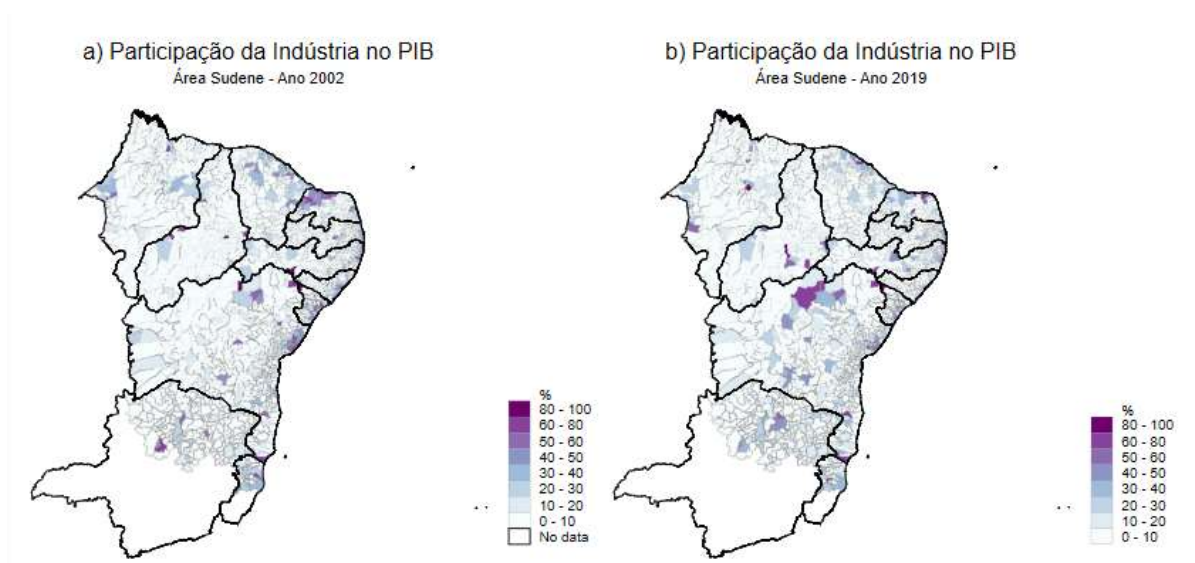 a) Participação da Indústria no PIB
Área Sudene - Ano 2002
%
80 - 100
60 - 80
50 - 60
40 - 50
30 - 40
20 - 30
10 - 20
0 - 10
No data
b) Participação da Indústria no PIB
Área Sudene - Ano 2019
%
80 - 100
60 - 80
50 - 60
40 - 50
30 - 40
20 - 30
10 - 20
0 - 10